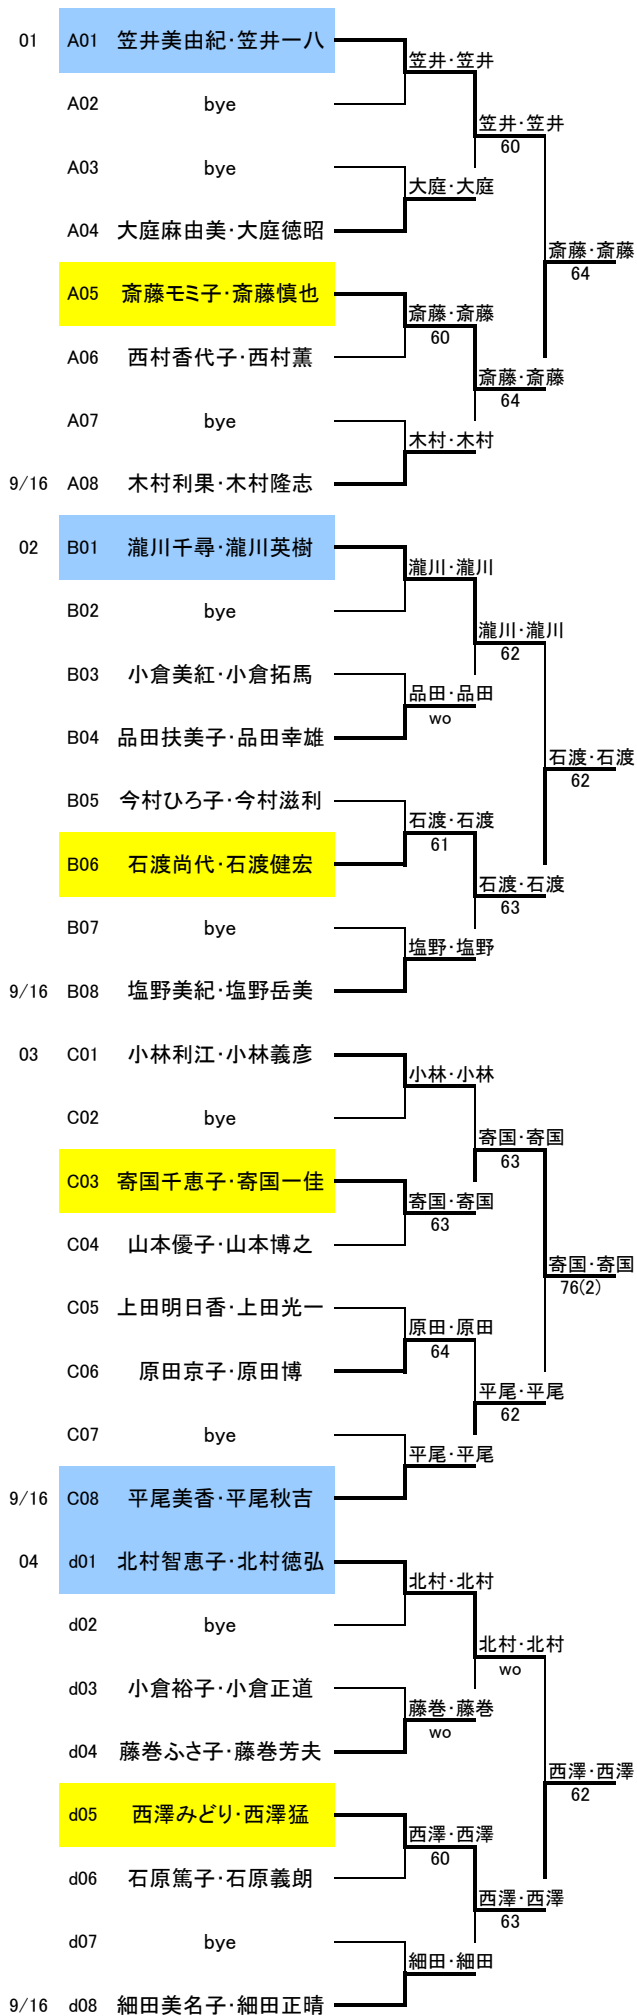 01 A01 笠井美由紀・笠井一八
笠井・笠井
A02 bye
笠井・笠井
60
A03 bye
大庭・大庭
A04 大庭麻由美・大庭徳昭
斎藤・斎藤
64
A05 斎藤モミ子・斎藤慎也
斎藤・斎藤
60
A06 西村香代子・西村薫
斎藤・斎藤
64
A07 bye
木村・木村
9/16 A08 木村利果・木村隆志
02 B01 瀧川千尋・瀧川英樹
瀧川・瀧川
B02 bye
瀧川・瀧川
62
B03 小倉美紅・小倉拓馬
品田・品田
wo
B04 品田扶美子・品田幸雄
石渡・石渡
62
B05 今村ひろ子・今村滋利
石渡・石渡
61
B06 石渡尚代・石渡健宏
石渡・石渡
63
B07 bye
塩野・塩野
9/16 B08 塩野美紀・塩野岳美
03 C01 小林利江・小林義彦
小林・小林
C02 bye
寄国・寄国
63
C03 寄国千恵子・寄国一佳
寄国・寄国
63
C04 山本優子・山本博之
寄国・寄国
76(2)
C05 上田明日香・上田光一
原田・原田
64
C06 原田京子・原田博
平尾・平尾
62
C07 bye
平尾・平尾
9/16 C08 平尾美香・平尾秋吉
04 d01 北村智恵子・北村徳弘
北村・北村
d02 bye
北村・北村
wo
d03 小倉裕子・小倉正道
藤巻・藤巻
wo
d04 藤巻ふさ子・藤巻芳夫
西澤・西澤
62
d05 西澤みどり・西澤猛
西澤・西澤
60
d06 石原篤子・石原義朗
西澤・西澤
63
d07 bye
細田・細田
9/16 d08 細田美名子・細田正晴